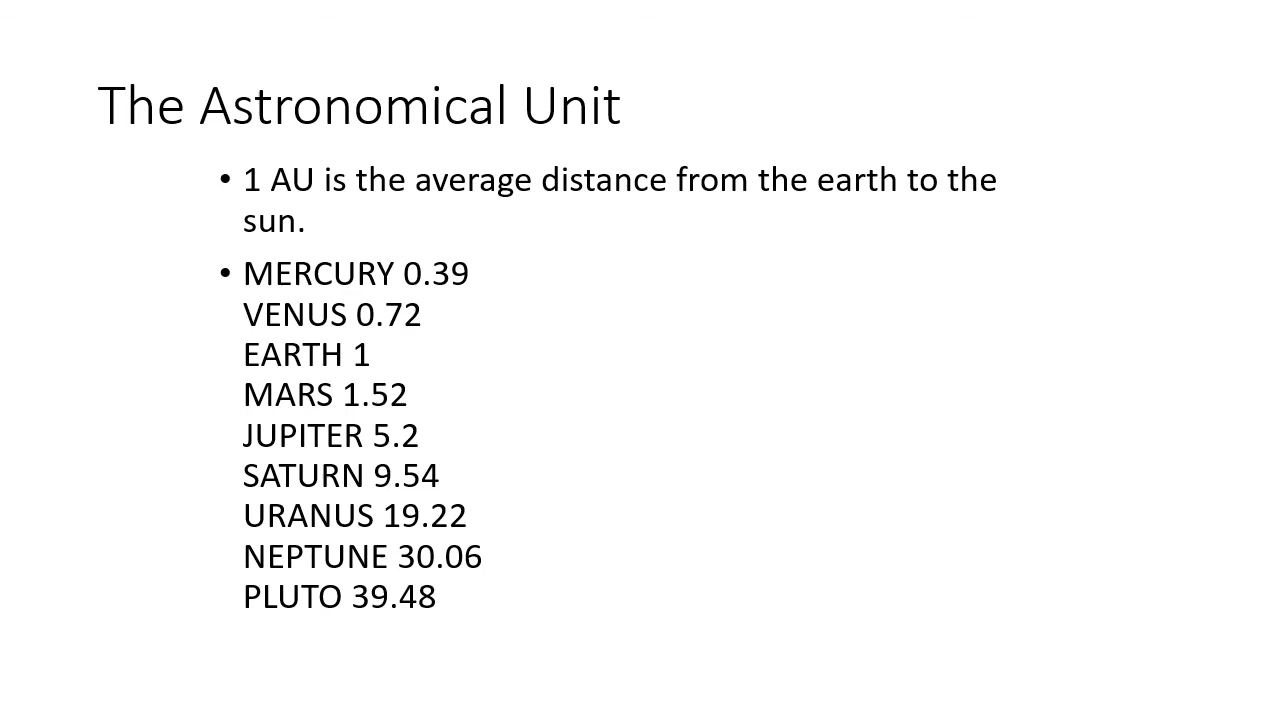 The Astronomical Unit
• 1 AU is the average distance from the earth to the
sun.
• MERCURY 0.39
VENUS 0.72
EARTH 1
MARS 1.52
JUPITER 5.2
SATURN 9.54
URANUS 19.22
NEPTUNE 30.06
PLUTO 39.48